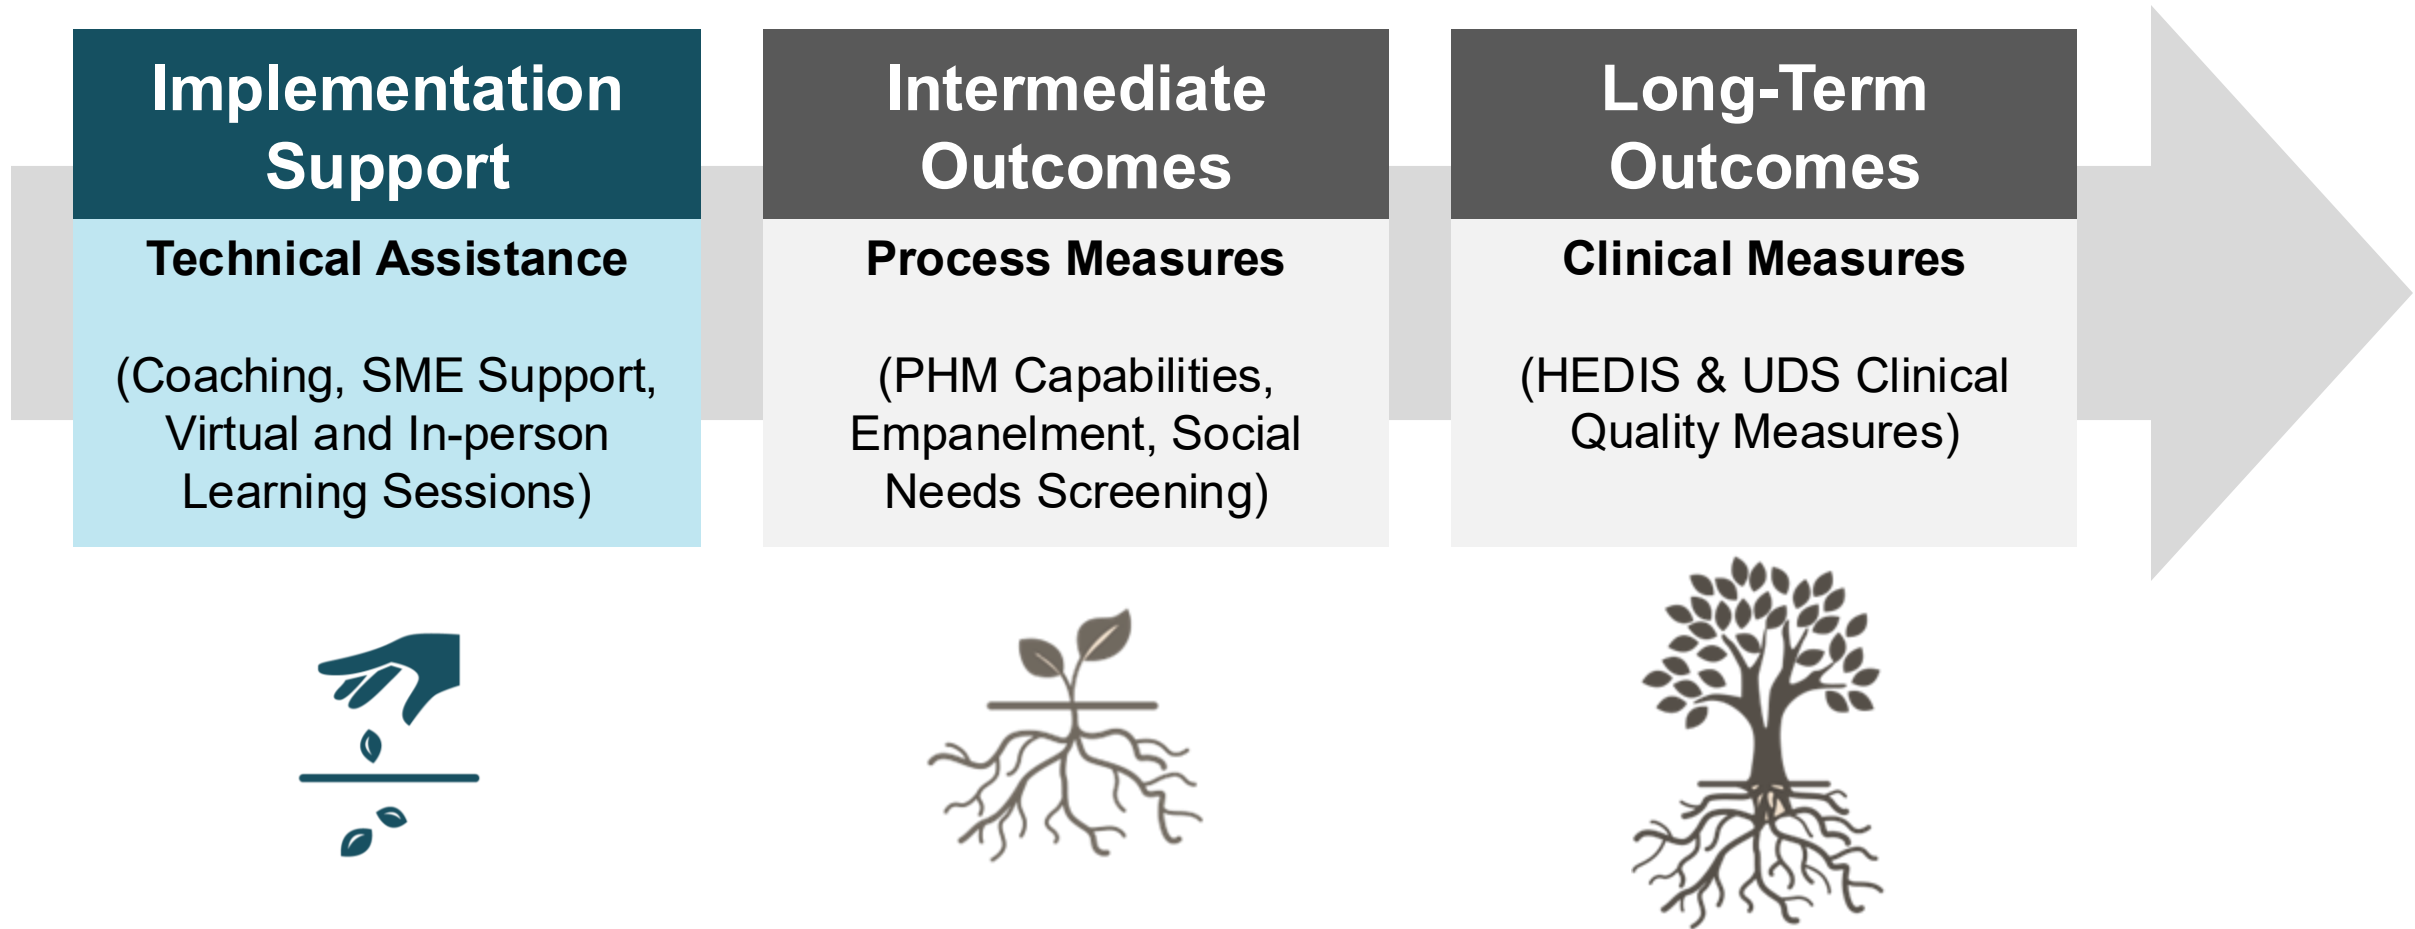 Implementation
Support
Technical Assistance
(Coaching, SME Support,
Virtual and In-person
Learning Sessions)
Intermediate
Outcomes
Process Measures
(PHM Capabilities,
Empanelment, Social
Needs Screening)
Long-Term
Outcomes
Clinical Measures
(HEDIS & UDS Clinical
Quality Measures)